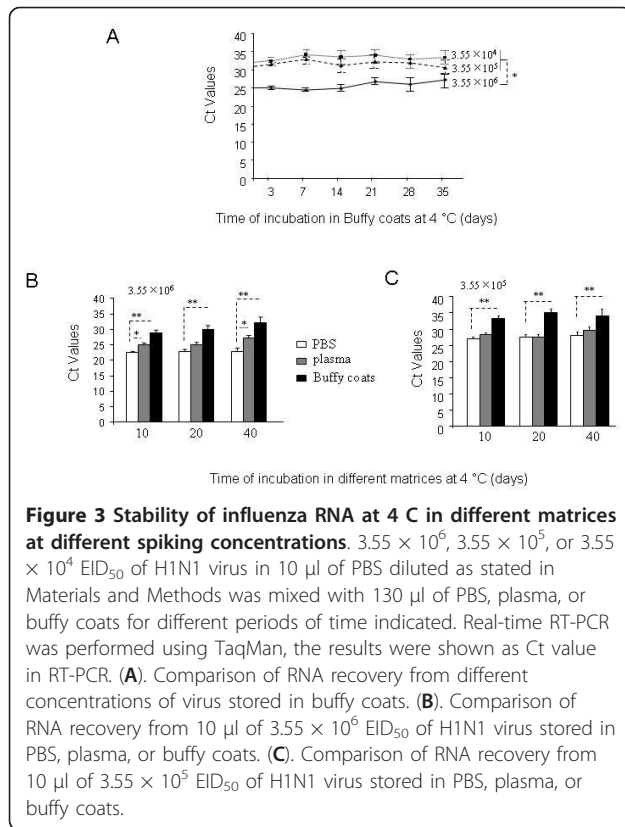 A
Ct Values
40
35
30
25
20
15
10
5
0
3.55×10⁴
3.55×10⁵
3.55×10⁶
*
3 7 14 21 28 35
Time of incubation in Buffy coats at 4 °C (days)
B
3.55×10⁶
Ct Values
40
35
30
25
20
15
10
5
0
** ** **
* *
10 20 40
PBS
plasma
Buffy coats
C
3.55×10⁵
Ct Values
40
35
30
25
20
15
10
5
0
** ** **
10 20 40
Time of incubation in different matrices at 4 °C (days)
Figure 3 Stability of influenza RNA at 4 C in different matrices
at different spiking concentrations. 3.55 × 10⁶, 3.55 × 10⁵, or 3.55
× 10⁴ EID₅₀ of H1N1 virus in 10 μl of PBS diluted as stated in
Materials and Methods was mixed with 130 μl of PBS, plasma, or
buffy coats for different periods of time indicated. Real-time RT-PCR
was performed using TaqMan, the results were shown as Ct value
in RT-PCR. (A). Comparison of RNA recovery from different
concentrations of virus stored in buffy coats. (B). Comparison of
RNA recovery from 10 μl of 3.55 × 10⁶ EID₅₀ of H1N1 virus stored in
PBS, plasma, or buffy coats. (C). Comparison of RNA recovery from
10 μl of 3.55 × 10⁵ EID₅₀ of H1N1 virus stored in PBS, plasma, or
buffy coats.